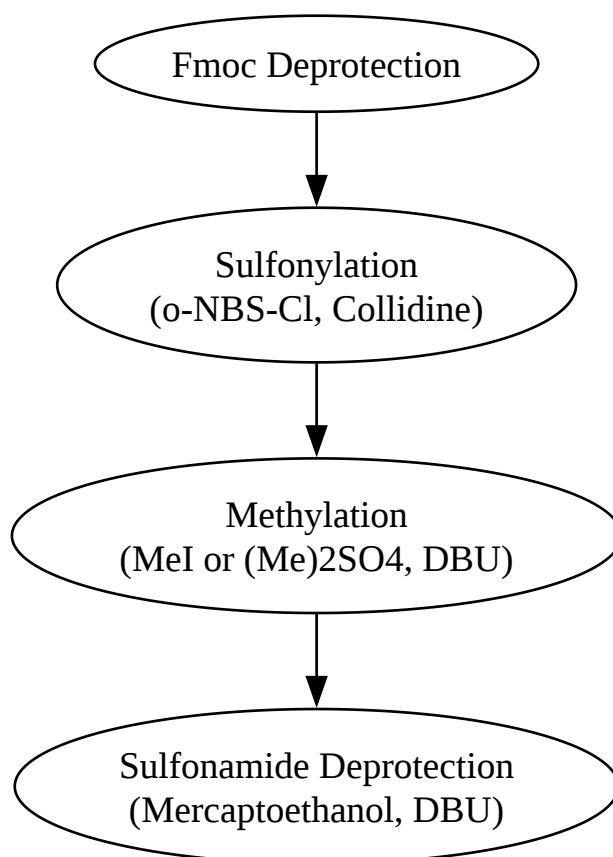 Fmoc Deprotection
Sulfonylation
(o-NBS-Cl, Collidine)
Methylation
(MeI or (Me)2SO4, DBU)
Sulfonamide Deprotection
(Mercaptoethanol, DBU)